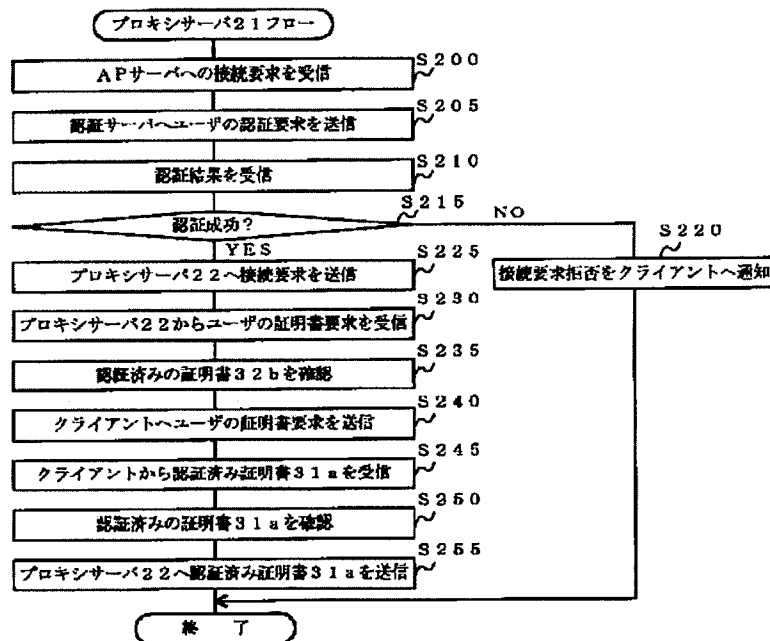 プロキシサーバ21フロー
S200
APサーバへの接続要求を受信
S205
認証サーバへユーザの認証要求を送信
S210
認証結果を受信
S215
認証成功?
NO
YES
S220
接続要求拒否をクライアントへ通知
S225
プロキシサーバ22へ接続要求を送信
S230
プロキシサーバ22からユーザの証明書要求を受信
S235
認証済みの証明書32bを確認
S240
クライアントへユーザの証明書要求を送信
S245
クライアントから認証済み証明書31aを受信
S250
認証済みの証明書31aを確認
S255
プロキシサーバ22へ認証済み証明書31aを送信
終 了